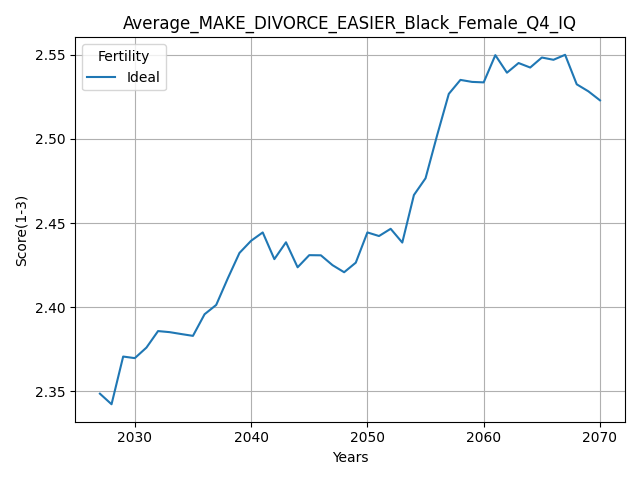 Average_MAKE_DIVORCE_EASIER_Black_Female_Q4_IQ
Fertility
Ideal
Score(1-3)
2.55
2.50
2.45
2.40
2.35
2030 2040 2050 2060 2070
Years